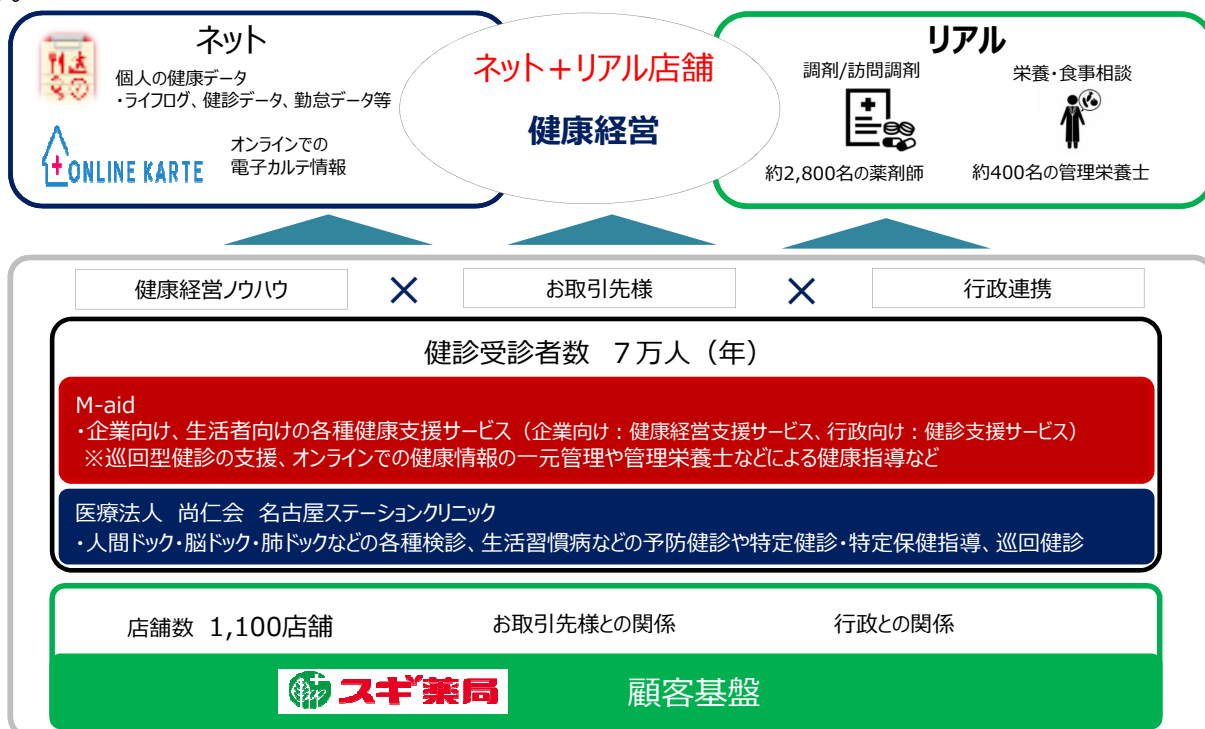 ネット
個人の健康データ
・ライフログ、健診データ、勤怠データ等
ONLINE KARTE
オンラインでの
電子カルテ情報
ネット+リアル店舗
健康経営
リアル
調剤/訪問調剤
栄養・食事相談
約2,800名の薬剤師
約400名の管理栄養士
健康経営ノウハウ
×
お取引先様
×
行政連携
健診受診者数 7万人(年)
M-aid
・企業向け、生活者向けの各種健康支援サービス(企業向け:健康経営支援サービス、行政向け:健診支援サービス)
※巡回型健診の支援、オンラインでの健康情報の一元管理や管理栄養士などによる健康指導など
医療法人 尚仁会 名古屋ステーションクリニック
・人間ドック・脳ドック・肺ドックなどの各種検診、生活習慣病などの予防健診や特定健診・特定保健指導、巡回健診
店舗数 1,100店舗
お取引先様との関係
行政との関係
スギ薬局
顧客基盤